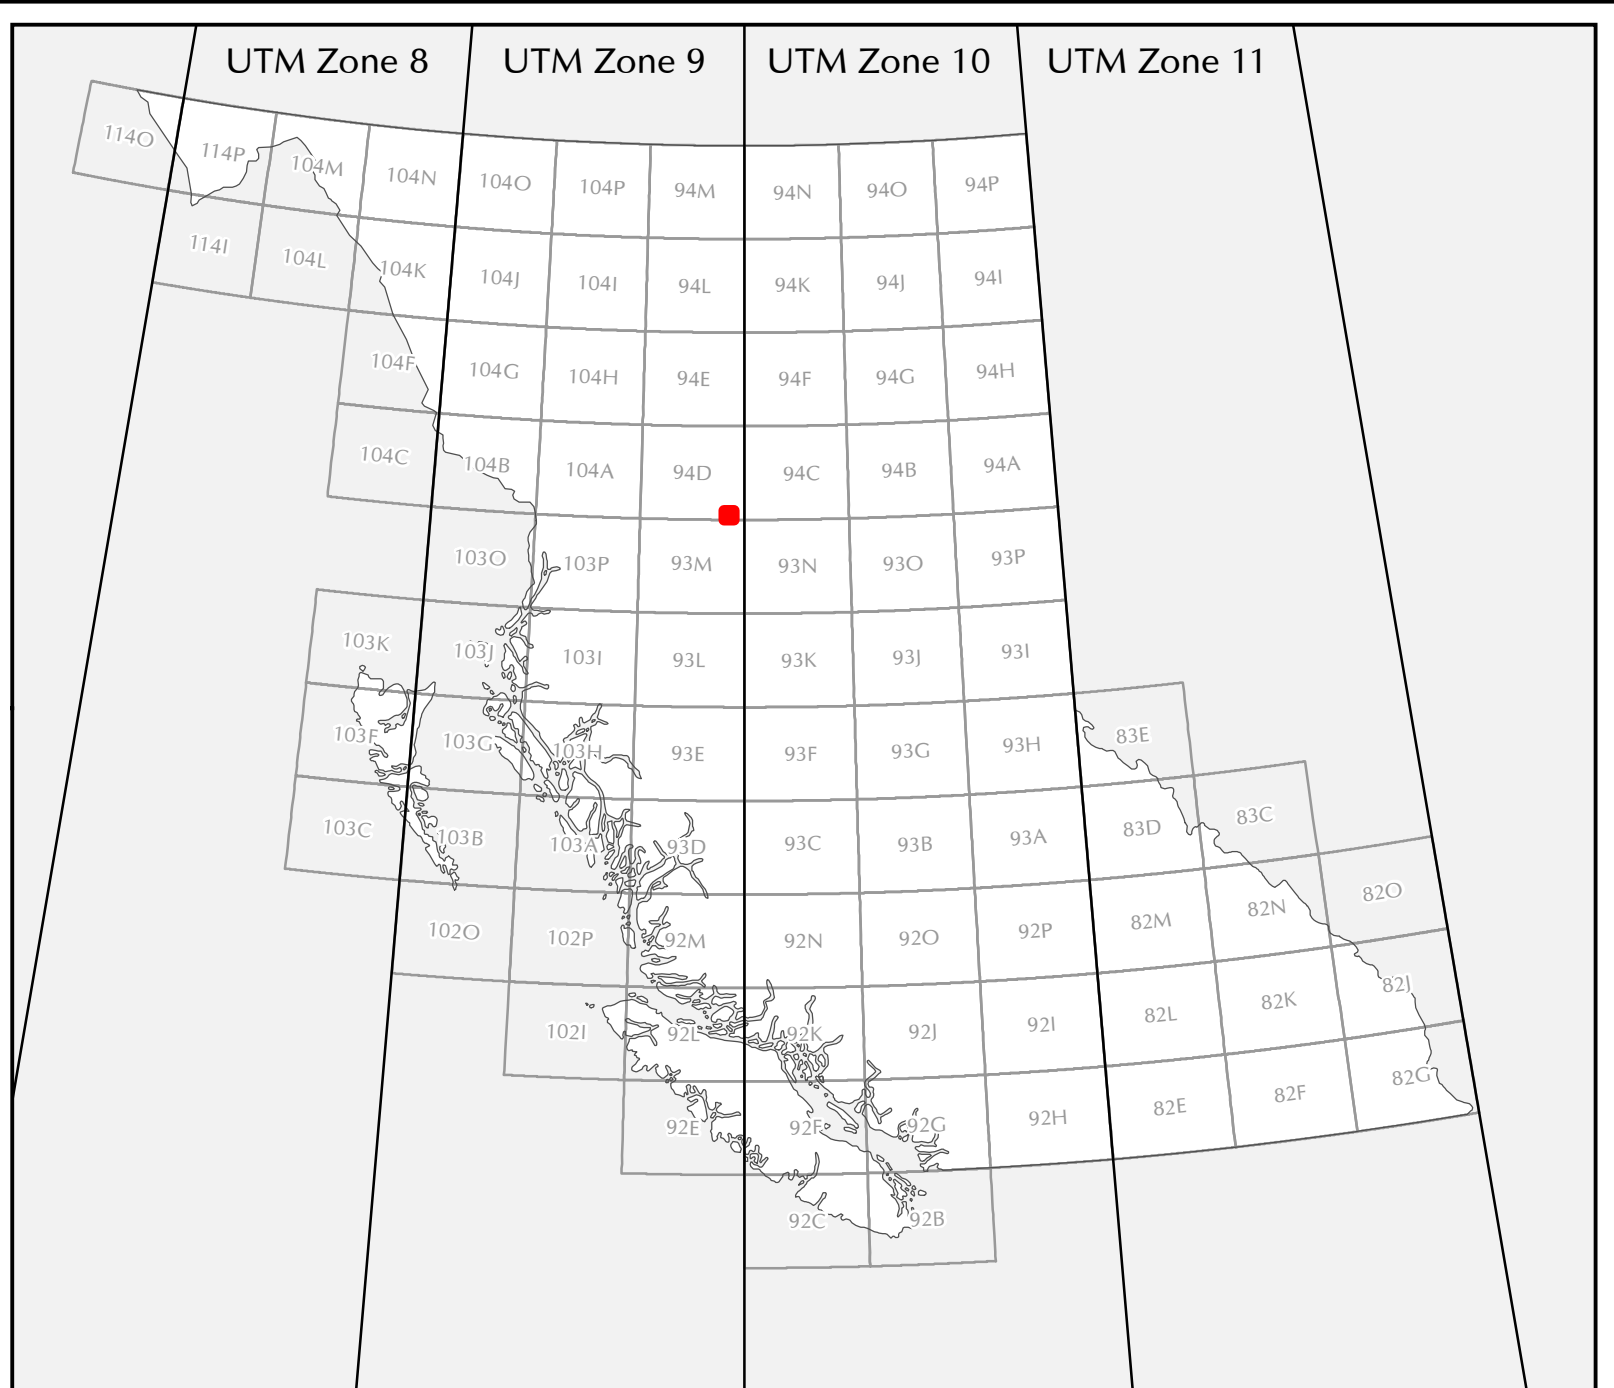 UTM Zone 8 UTM Zone 9 UTM Zone 10 UTM Zone 11
114O 114P 104M 104N 104O 104P 94M 94N 94O 94P
114I 104L 104K 104J 104I 94L 94K 94J 94I
104F 104G 104H 94E 94F 94G 94H
104C 104B 104A 94D 94C 94B 94A
103O 103P 93M 93N 93O 93P
103K 103J 103I 93L 93K 93J 93I
103F 103G 103H 93E 93F 93G 93H 83E
103C 103B 103A 93D 93C 93B 93A 83D 83C
102O 102P 92M 92N 92O 92P 82M 82N 82O
102I 92L 92K 92J 92I 82L 82K 82J
92E 92F 92G 92H 82E 82F 82G
92C 92B